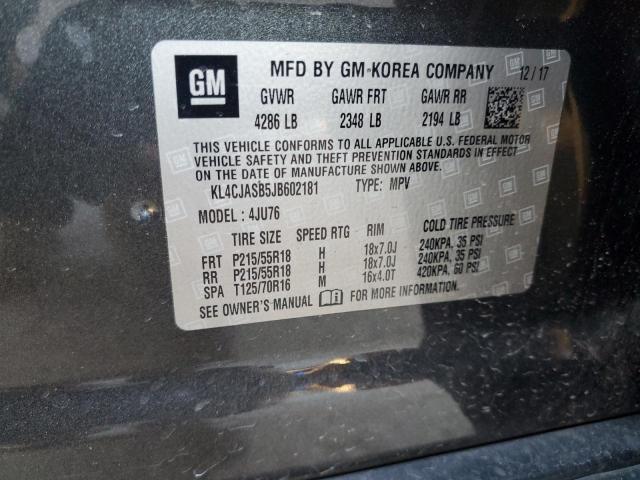 GM MFD BY GM KOREA COMPANY 12/17
GVWR GAWR FRT GAWR RR
4286 LB 2348 LB 2194 LB
THIS VEHICLE CONFORMS TO ALL APPLICABLE U.S. FEDERAL MOTOR
VEHICLE SAFETY AND THEFT PREVENTION STANDARDS IN EFFECT
ON THE DATE OF MANUFACTURE SHOWN ABOVE.
KL4CJASB5JB602181 TYPE: MPV
MODEL: 4JU76
TIRE SIZE SPEED RTG RIM COLD TIRE PRESSURE
FRT P215/55R18 H 18x7.0J 240KPA, 35 PSI
RR P215/55R18 H 18x7.0J 240KPA, 35 PSI
SPA T125/70R16 M 16x4.0T 420KPA, 60 PSI
SEE OWNER'S MANUAL FOR MORE INFORMATION.